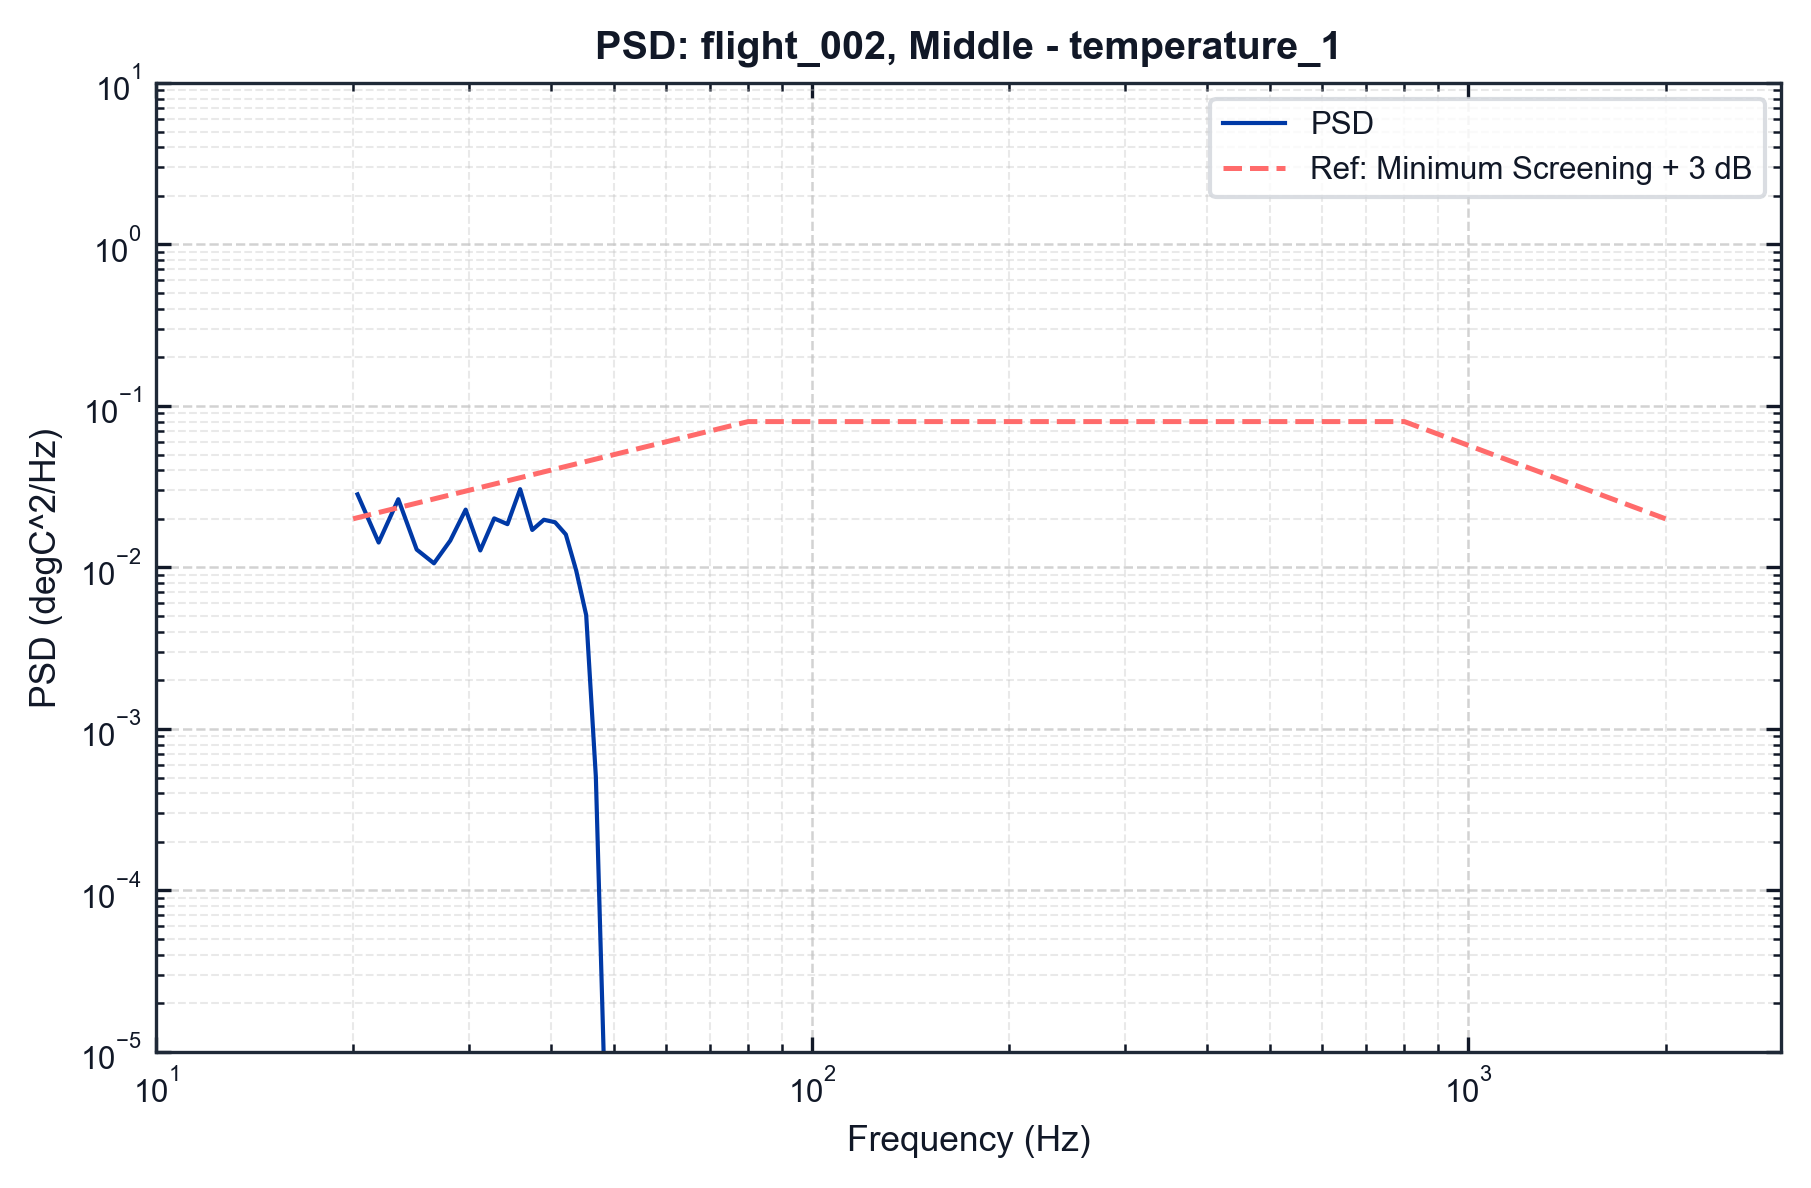 PSD: flight_002, Middle - temperature_1
PSD
Ref: Minimum Screening + 3 dB
10^1
10^0
10^−1
10^−2
10^−3
10^−4
10^−5
PSD (degC^2/Hz)
10^1
10^2
10^3
Frequency (Hz)